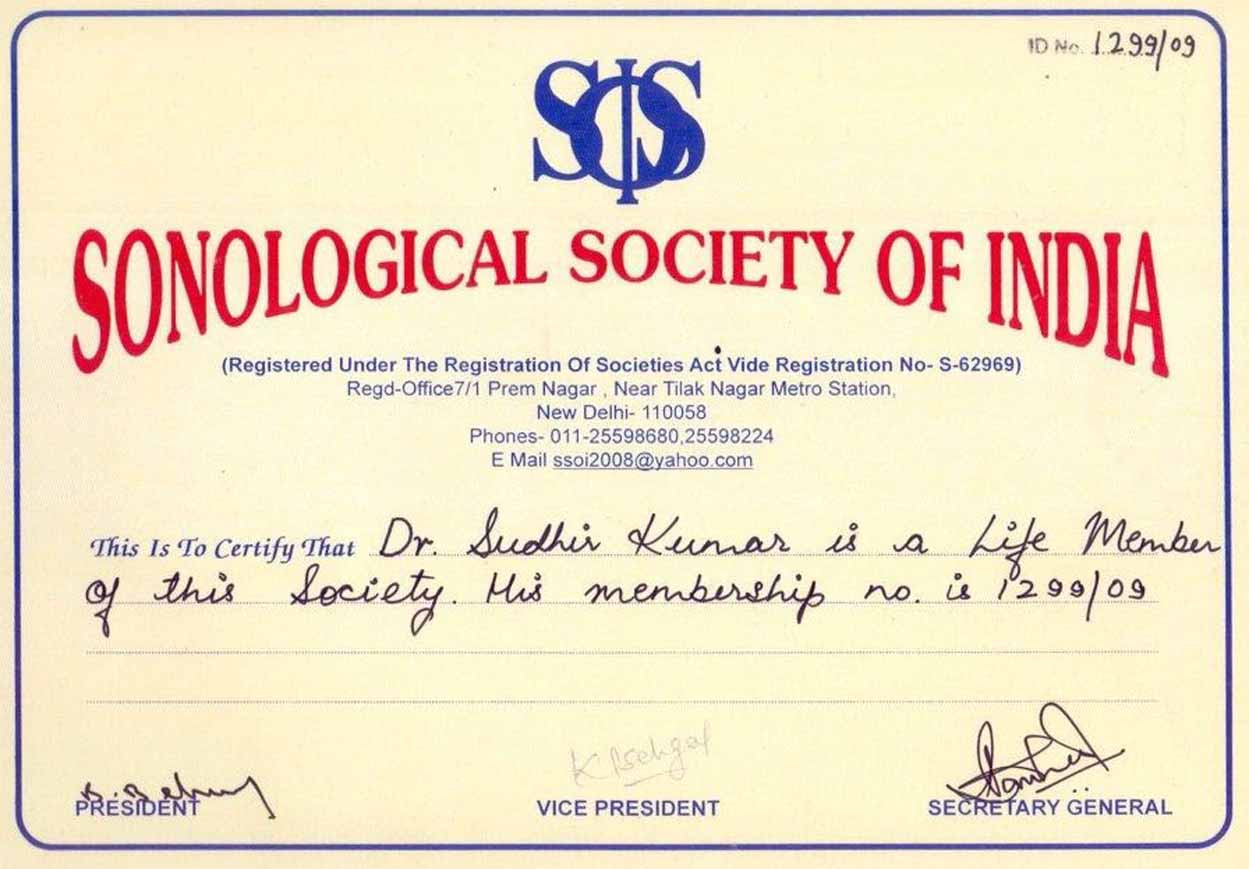 ID No. 1299/09
SIOS
SONOLOGICAL SOCIETY OF INDIA
(Registered Under The Registration Of Societies Act Vide Registration No- S-62969)
Regd-Office7/1 Prem Nagar , Near Tilak Nagar Metro Station,
New Delhi- 110058
Phones- 011-25598680,25598224
E Mail ssoi2008@yahoo.com
This Is To Certify That Dr. Sudhir Kumar is a Life Member
of this Society. His membership no. is 1299/09
PRESIDENT VICE PRESIDENT SECRETARY GENERAL